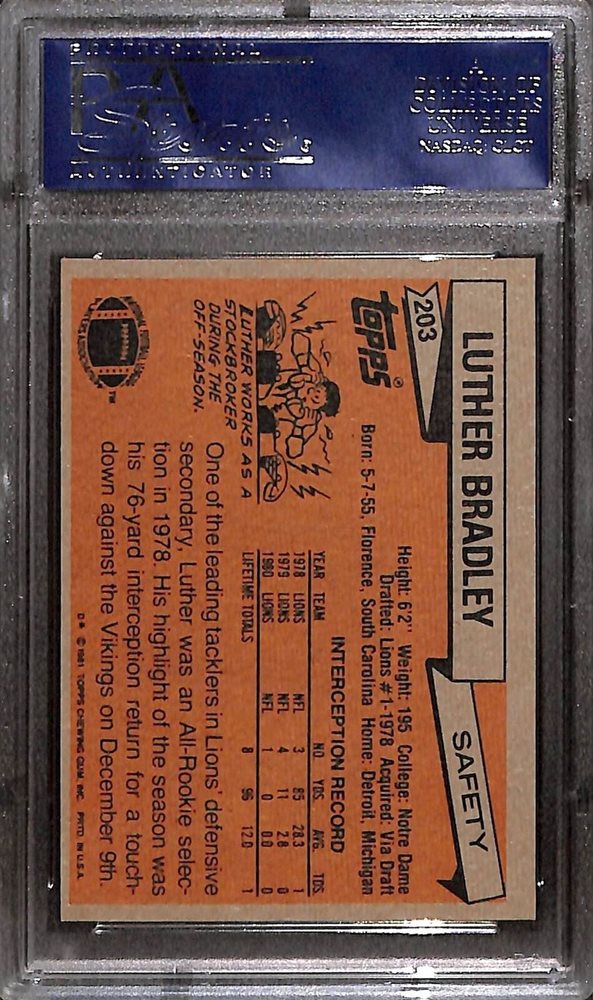 PROFESSIONAL
PSA
AUTHENTICATOR
A
DIVISION OF
COLLECTORS
UNIVERSE
NASDAQ: CLCT
203
LUTHER BRADLEY
SAFETY
TOPPS®
Height: 6'2" Weight: 195 College: Notre Dame
Drafted: Lions #1-1978 Acquired: Via Draft
Born: 5-7-55, Florence, South Carolina Home: Detroit, Michigan
INTERCEPTION RECORD
YEAR TEAM NO. YDS. AVG. TDS.
1978 LIONS NFL 3 85 28.3 1
1979 LIONS NFL 4 11 2.8 0
1980 LIONS NFL 1 0 0.0 0
LIFETIME TOTALS 8 96 12.0 1
LUTHER WORKS AS A
STOCKBROKER
DURING THE
OFF-SEASON.
One of the leading tacklers in Lions' defensive
secondary, Luther was an All-Rookie selec-
tion in 1978. His highlight of the season was
his 76-yard interception return for a touch-
down against the Vikings on December 9th.
TM
© 1981 TOPPS CHEWING GUM, INC. PRTD. IN U.S.A.